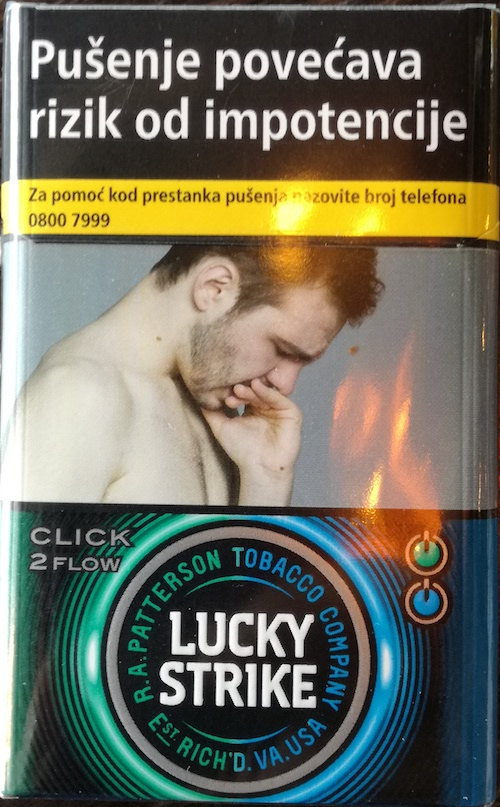 Pušenje povećava
rizik od impotencije
Za pomoć kod prestanka pušenja nazovite broj telefona
0800 7999
CLICK
2 FLOW
R.A. PATTERSON TOBACCO COMPANY
LUCKY
STRIKE
EST. RICH'D. VA. USA